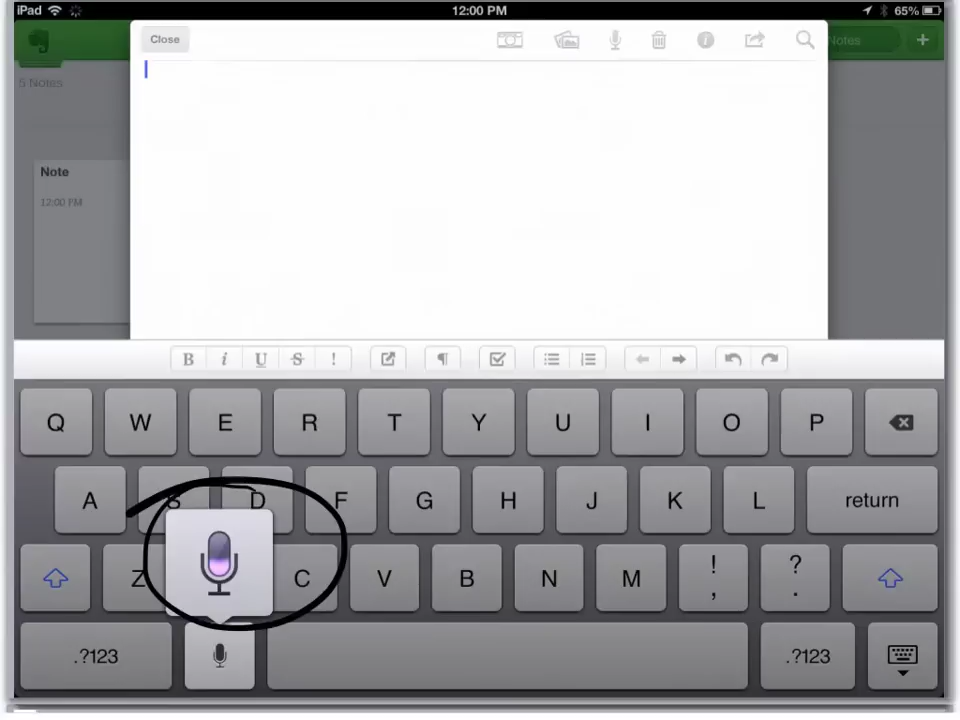 iPad 12:00 PM 65%
Close Notes +
5 Notes
Note
12:00 PM
B i U S !
Q W E R T Y U I O P
A S D F G H J K L return
Z C V B N M ! , ? .
.?123 .?123